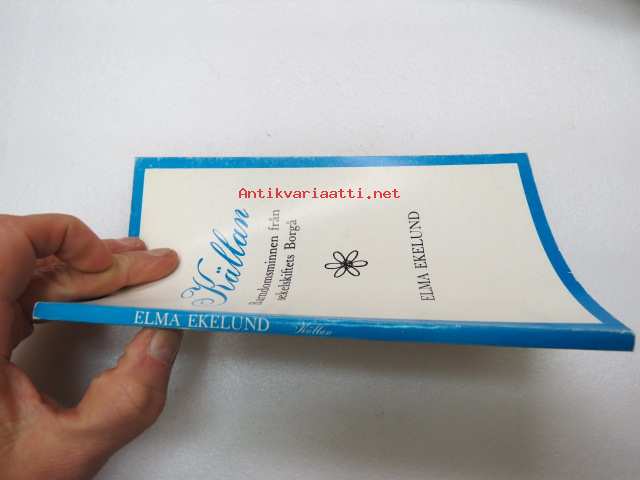 Källan
Barndomsminnen från
sekelskiftets Borgå
ELMA EKELUND
ELMA EKELUND Källan
Antikvariaatti.net